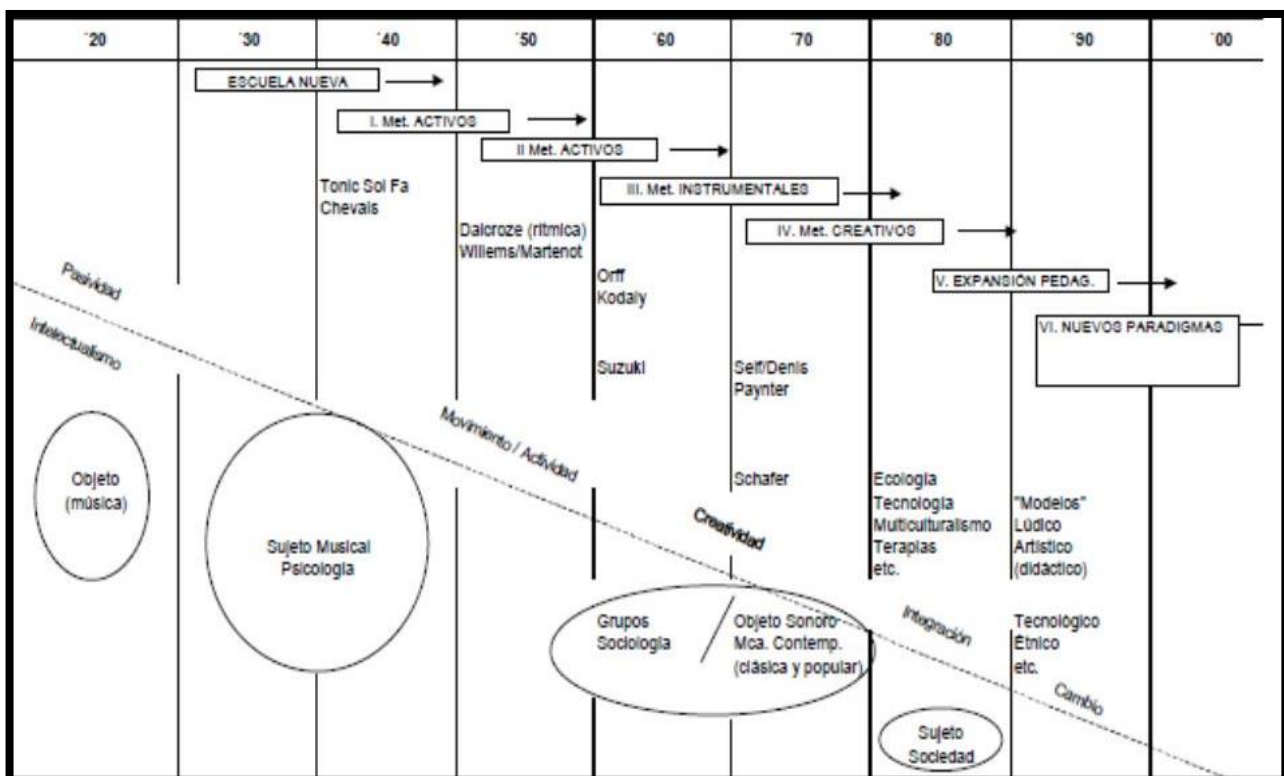 ´20
´30
´40
´50
´60
´70
´80
´90
´00
ESCUELA NUEVA
I. Met. ACTIVOS
II Met. ACTIVOS
III. Met. INSTRUMENTALES
IV. Met. CREATIVOS
V. EXPANSIÓN PEDAG.
VI. NUEVOS PARADIGMAS
Tonic Sol Fa
Chevais
Dalcroze (rítmica)
Willems/Martenot
Orff
Kodaly
Suzuki
Self/Denis
Paynter
Schafer
Ecología
Tecnología
Multiculturalismo
Terapias
etc.
"Modelos"
Lúdico
Artístico
(didáctico)
Tecnológico
Étnico
etc.
Pasividad
Intelectualismo
Movimiento / Actividad
Creatividad
Integración
Cambio
Objeto
(música)
Sujeto Musical
Psicología
Grupos
Sociología
Objeto Sonoro
Mca. Contemp.
(clásica y popular)
Sujeto
Sociedad